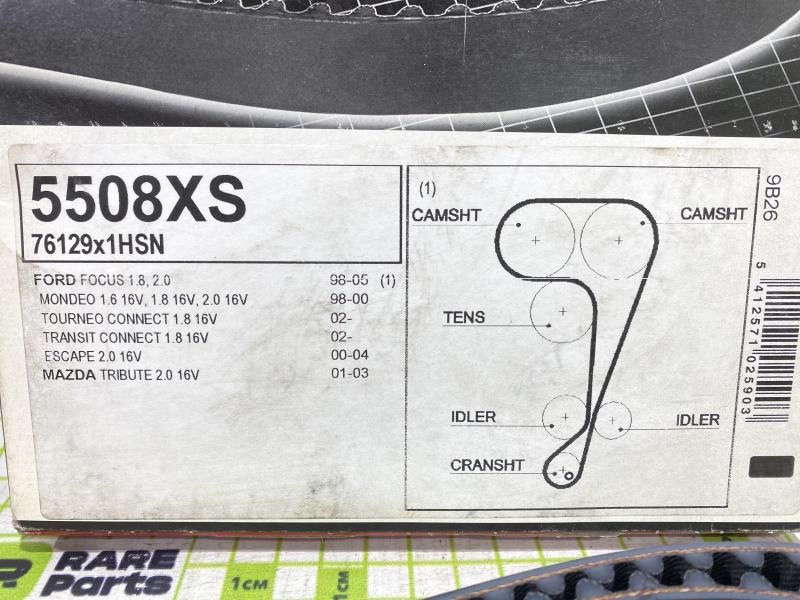 5508XS
76129x1HSN
FORD FOCUS 1.8, 2.0 98-05 (1)
MONDEO 1.6 16V, 1.8 16V, 2.0 16V 98-00
TOURNEO CONNECT 1.8 16V 02-
TRANSIT CONNECT 1.8 16V 02-
ESCAPE 2.0 16V 00-04
MAZDA TRIBUTE 2.0 16V 01-03
(1)
CAMSHT CAMSHT
TENS
IDLER IDLER
CRANSHT
9B26
5 412571 025903
RARE
Parts
1см
1см